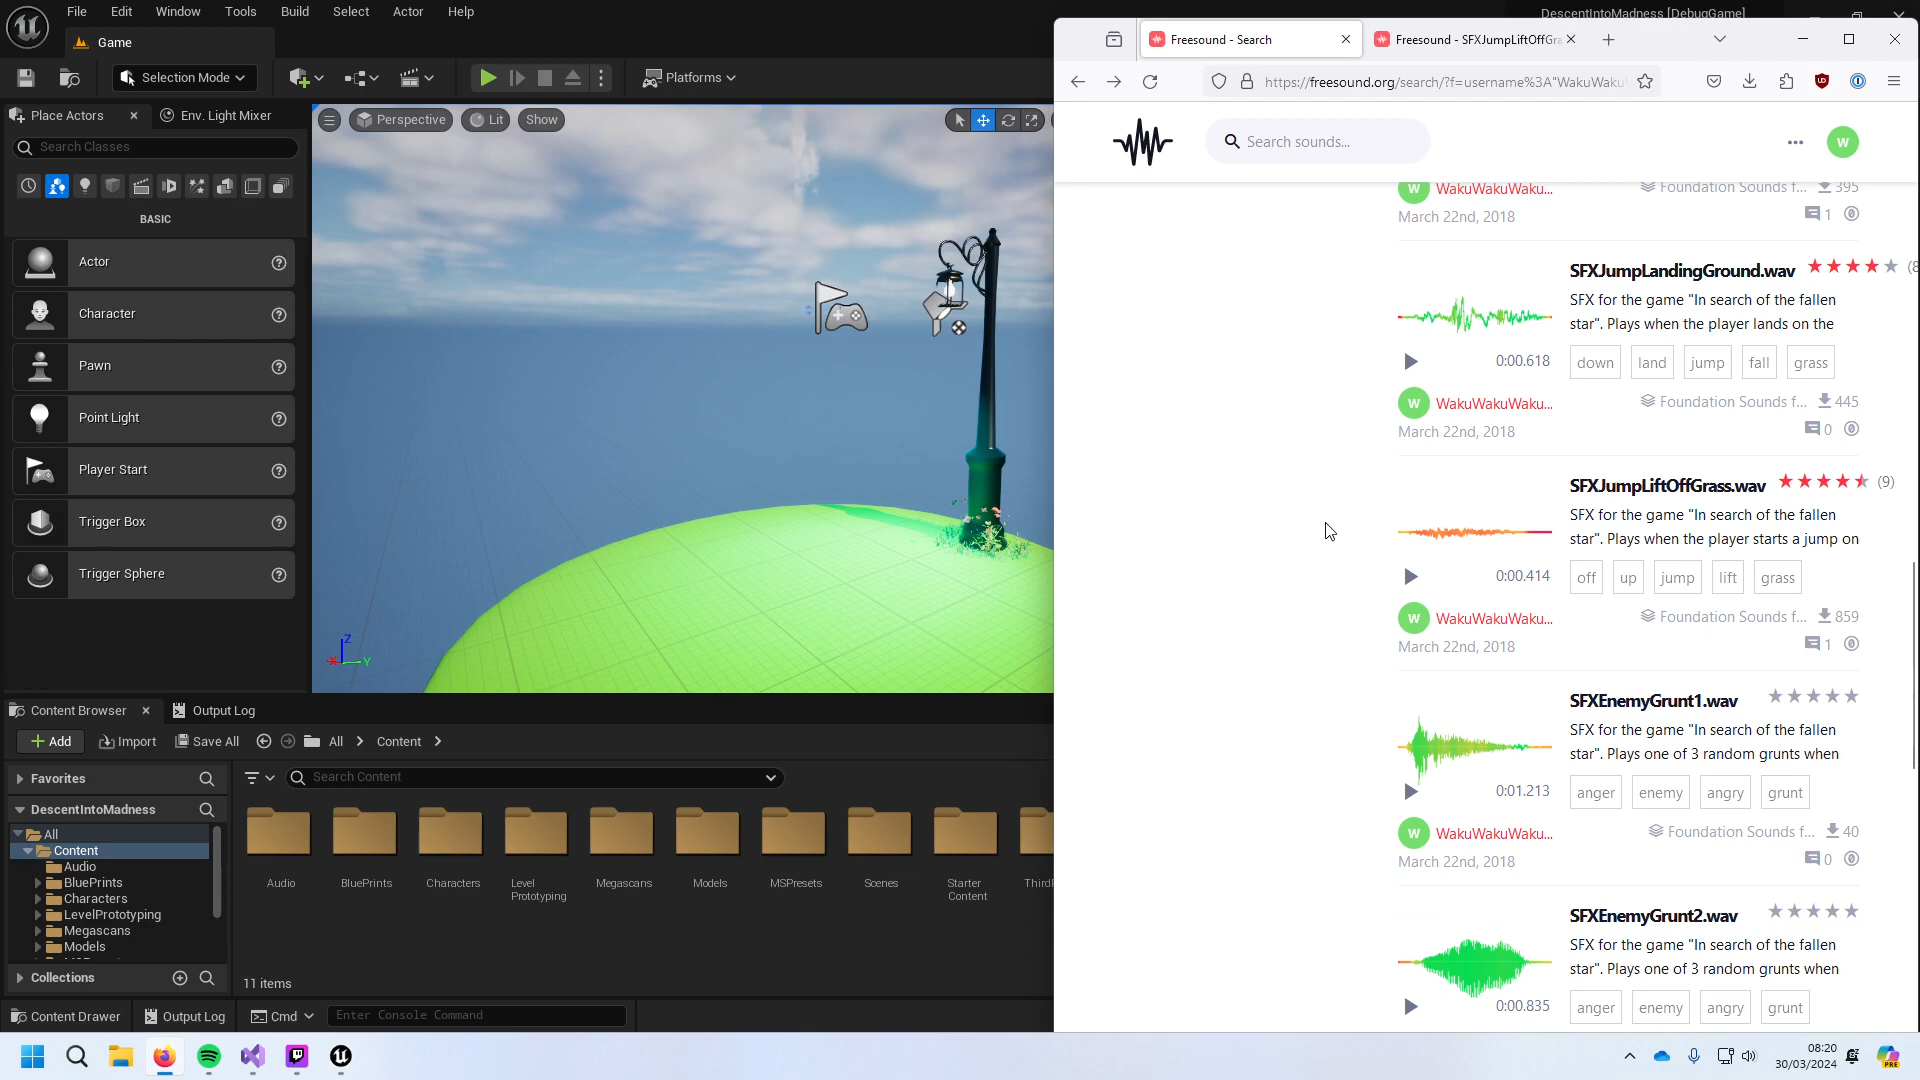 File Edit Window Tools Build Select Actor Help
DescentIntoMadness [DebugGame]
Game
Selection Mode
Platforms
Place Actors
Env. Light Mixer
Search Classes
BASIC
Actor
Character
Pawn
Point Light
Player Start
Trigger Box
Trigger Sphere
Perspective
Lit
Show
Z
X
Y
Content Browser
Output Log
Add
Import
Save All
All
Content
Favorites
Search Content
DescentIntoMadness
All
Content
Audio
BluePrints
Characters
LevelPrototyping
Megascans
Models
Collections
Audio
BluePrints
Characters
Level
Prototyping
Megascans
Models
MSPresets
Scenes
Starter
Content
11 items
Content Drawer
Output Log
Cmd
Enter Console Command
Freesound - Search
Freesound - SFXJumpLiftOffGra
https://freesound.org/search/?f=username%3A"WakuWaku
Search sounds...
W
W
WakuWakuWaku...
Foundation Sounds f...
395
March 22nd, 2018
1
SFXJumpLandingGround.wav
(8
SFX for the game "In search of the fallen
star". Plays when the player lands on the
0:00.618
down
land
jump
fall
grass
W
WakuWakuWaku...
Foundation Sounds f...
445
March 22nd, 2018
0
SFXJumpLiftOffGrass.wav
(9)
SFX for the game "In search of the fallen
star". Plays when the player starts a jump on
0:00.414
off
up
jump
lift
grass
W
WakuWakuWaku...
Foundation Sounds f...
859
March 22nd, 2018
1
SFXEnemyGrunt1.wav
SFX for the game "In search of the fallen
star". Plays one of 3 random grunts when
0:01.213
anger
enemy
angry
grunt
W
WakuWakuWaku...
Foundation Sounds f...
40
March 22nd, 2018
0
SFXEnemyGrunt2.wav
SFX for the game "In search of the fallen
star". Plays one of 3 random grunts when
0:00.835
anger
enemy
angry
grunt
08:20
30/03/2024
PRE